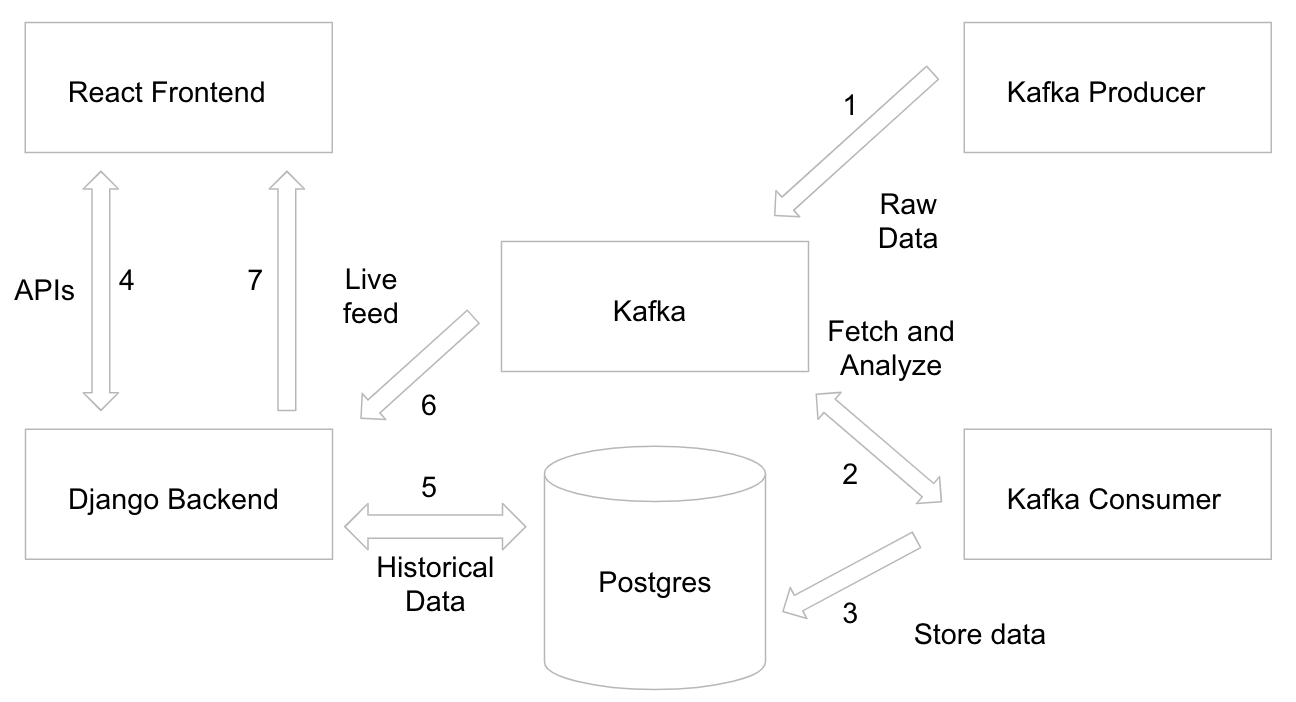 React Frontend
Kafka Producer
1
Raw
Data
APIs
4
7
Live
feed
Kafka
Fetch and
Analyze
6
2
Django Backend
5
Historical
Data
Postgres
Kafka Consumer
3
Store data